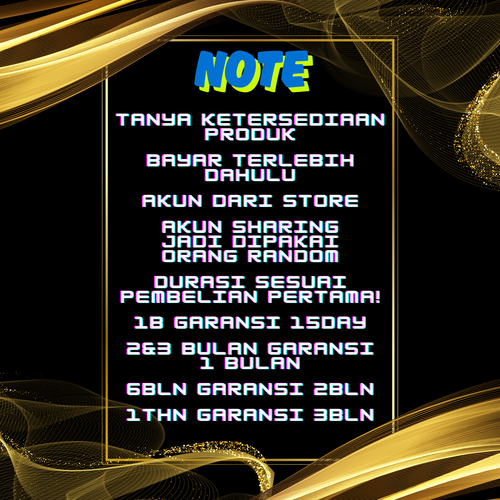 NOTE
TANYA KETERSEDIAAN
PRODUK
BAYAR TERLEBIH
DAHULU
AKUN DARI STORE
AKUN SHARING
JADI DIPAKAI
ORANG RANDOM
DURASI SESUAI
PEMBELIAN PERTAMA!
1B GARANSI 15DAY
2&3 BULAN GARANSI
1 BULAN
6BLN GARANSI 2BLN
1THN GARANSI 3BLN